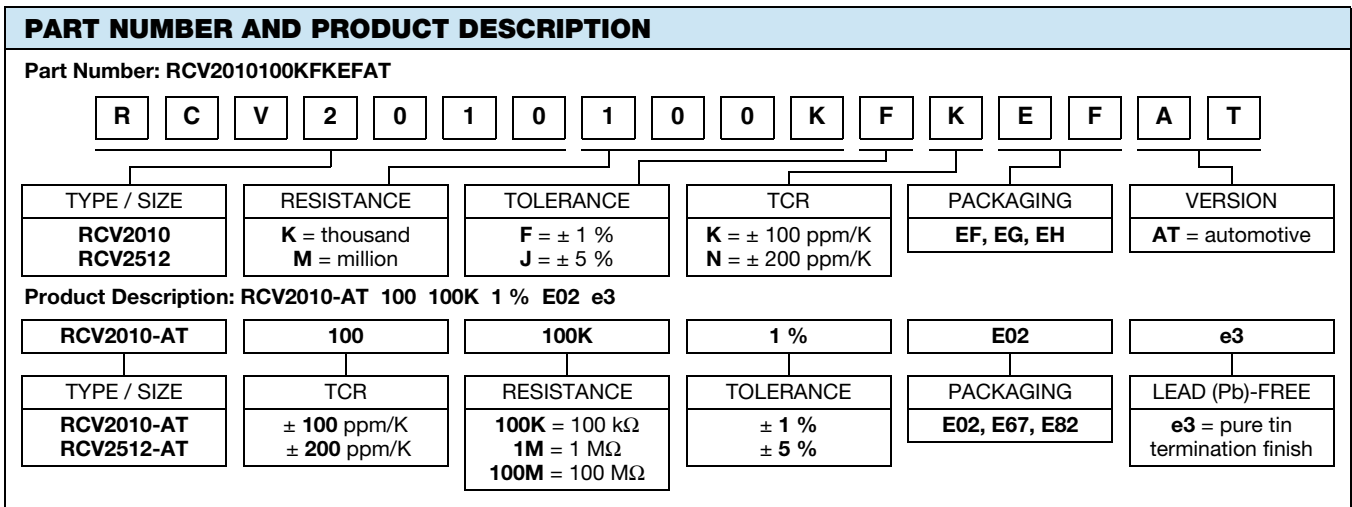 PART NUMBER AND PRODUCT DESCRIPTION
Part Number: RCV2010100KFKEFAT
R C V 2 0 1 0 1 0 0 K F K E F A T
TYPE / SIZE RESISTANCE TOLERANCE TCR PACKAGING VERSION
RCV2010 K = thousand F = ± 1 % K = ± 100 ppm/K EF, EG, EH AT = automotive
RCV2512 M = million J = ± 5 % N = ± 200 ppm/K
Product Description: RCV2010-AT 100 100K 1 % E02 e3
RCV2010-AT 100 100K 1 % E02 e3
TYPE / SIZE TCR RESISTANCE TOLERANCE PACKAGING LEAD (Pb)-FREE
RCV2010-AT ± 100 ppm/K 100K = 100 kΩ ± 1 % E02, E67, E82 e3 = pure tin
RCV2512-AT ± 200 ppm/K 1M = 1 MΩ ± 5 % termination finish
100M = 100 MΩ